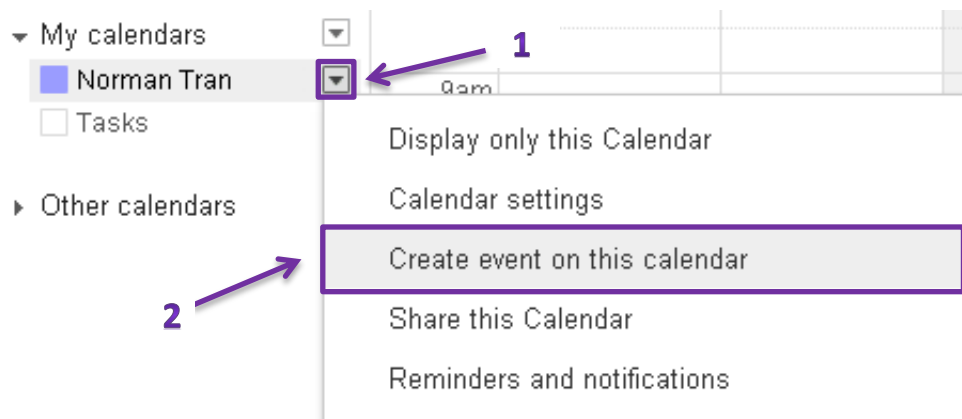 My calendars
1
Norman Tran
9am
Tasks
Display only this Calendar
Calendar settings
Other calendars
Create event on this calendar
2
Share this Calendar
Reminders and notifications